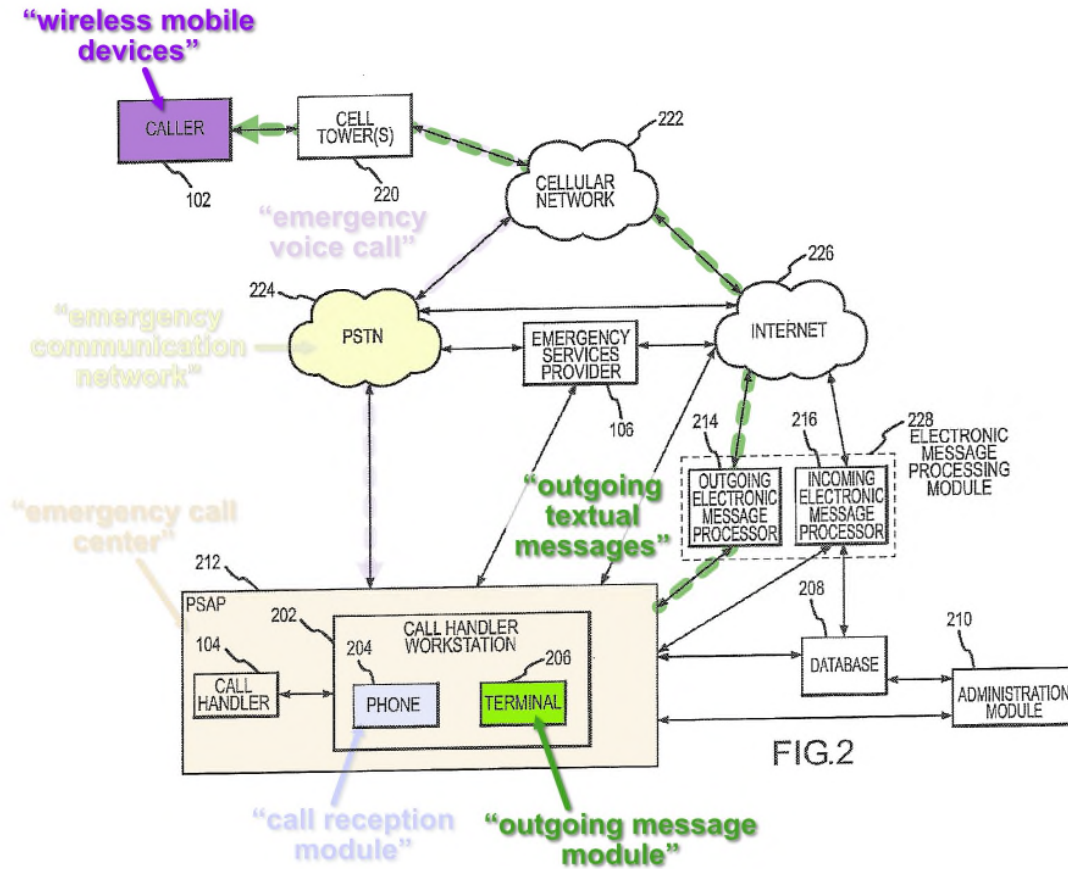 “wireless mobile
devices”
CALLER
102
CELL
TOWER(S)
220
222
CELLULAR
NETWORK
“emergency
voice call”
224
PSTN
“emergency
communication
network”
226
INTERNET
EMERGENCY
SERVICES
PROVIDER
106
214
216
228
ELECTRONIC
MESSAGE
PROCESSING
MODULE
OUTGOING
ELECTRONIC
MESSAGE
PROCESSOR
INCOMING
ELECTRONIC
MESSAGE
PROCESSOR
“outgoing
textual
messages”
“emergency call
center”
212
PSAP
202
CALL HANDLER
WORKSTATION
104
CALL
HANDLER
204
PHONE
206
TERMINAL
208
DATABASE
210
ADMINISTRATION
MODULE
FIG.2
“call reception
module”
“outgoing message
module”